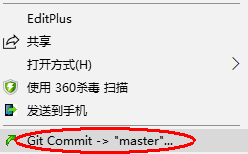 EditPlus
共享
打开方式(H)
使用 360杀毒 扫描
发送到手机
Git Commit -> "master"...